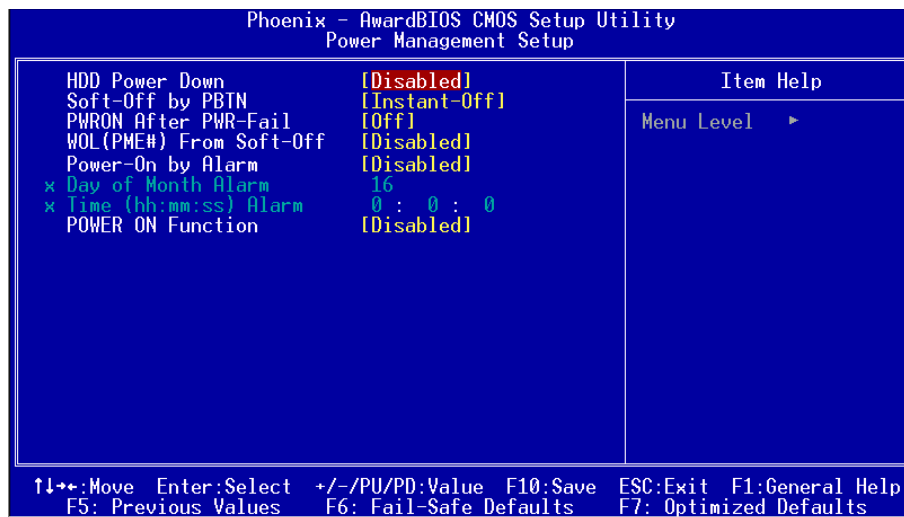 Phoenix - AwardBIOS CMOS Setup Utility
Power Management Setup
HDD Power Down [Disabled]
Soft-Off by PBTN [Instant-Off]
PWRON After PWR-Fail [Off]
WOL(PME#) From Soft-Off [Disabled]
Power-On by Alarm [Disabled]
x Day of Month Alarm 16
x Time (hh:mm:ss) Alarm 0 : 0 : 0
POWER ON Function [Disabled]
Item Help
Menu Level ►
↑↓→←:Move Enter:Select +/-/PU/PD:Value F10:Save ESC:Exit F1:General Help
F5: Previous Values F6: Fail-Safe Defaults F7: Optimized Defaults